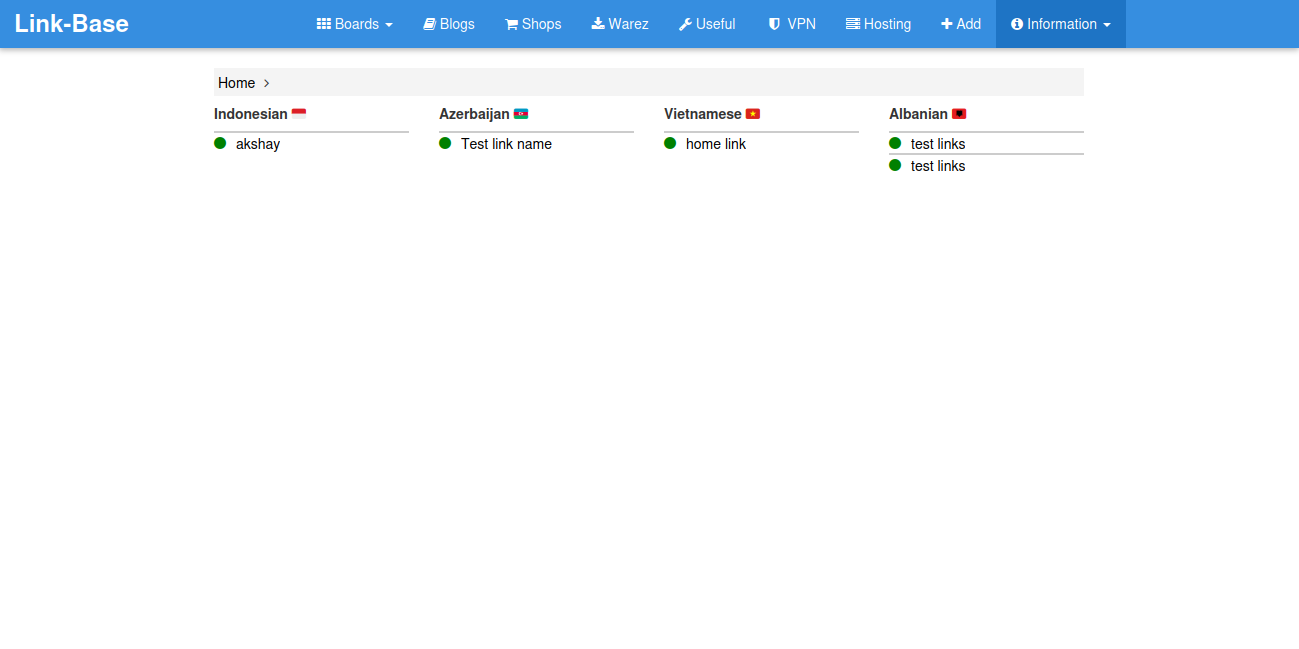 Link-Base Boards Blogs Shops Warez Useful VPN Hosting Add Information
Home
Indonesian Azerbaijan Vietnamese Albanian
akshay Test link name home link test links
test links